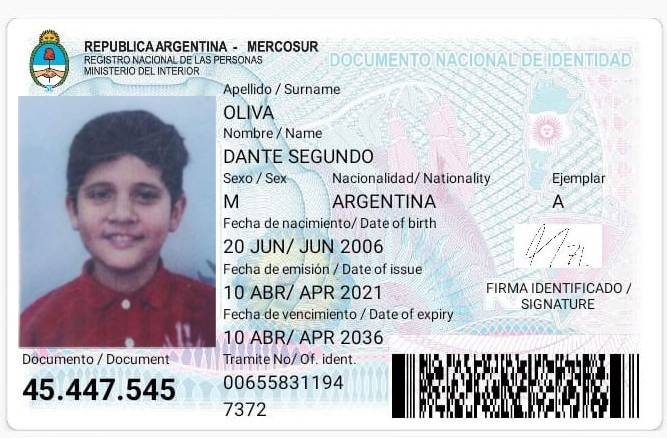 REPUBLICA ARGENTINA - MERCOSUR
REGISTRO NACIONAL DE LAS PERSONAS
MINISTERIO DEL INTERIOR
DOCUMENTO NACIONAL DE IDENTIDAD
Apellido / Surname
OLIVA
Nombre / Name
DANTE SEGUNDO
Sexo / Sex Nacionalidad/ Nationality Ejemplar
M ARGENTINA A
Fecha de nacimiento/ Date of birth
20 JUN/ JUN 2006
Fecha de emisión / Date of issue
10 ABR/ APR 2021
FIRMA IDENTIFICADO /
SIGNATURE
Fecha de vencimiento / Date of expiry
10 ABR/ APR 2036
Documento / Document
45.447.545
Tramite No/ Of. ident.
00655831194
7372